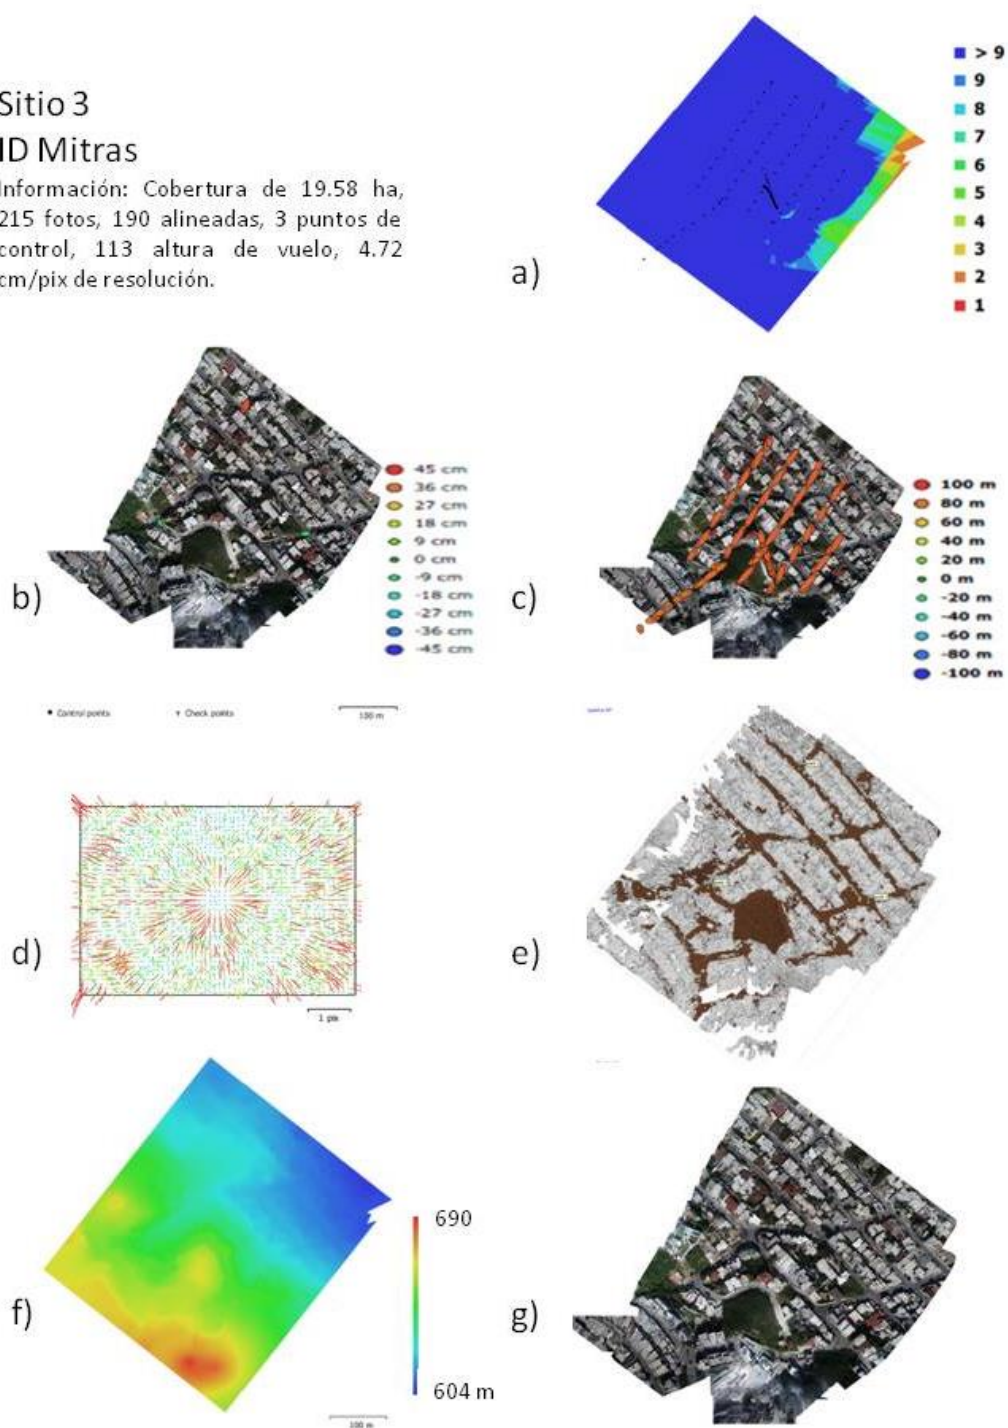 Sitio 3
ID Mitras
Información: Cobertura de 19.58 ha,
215 fotos, 190 alineadas, 3 puntos de
control, 113 altura de vuelo, 4.72
cm/pix de resolución.
> 9
9
8
7
6
5
4
3
2
1
a)
45 cm
36 cm
27 cm
18 cm
9 cm
0 cm
-9 cm
-18 cm
-27 cm
-36 cm
-45 cm
b)
100 m
80 m
60 m
40 m
20 m
0 m
-20 m
-40 m
-60 m
-80 m
-100 m
c)
Control points
Check points
100 m
d)
1 pix
e)
690
604 m
f)
100 m
g)